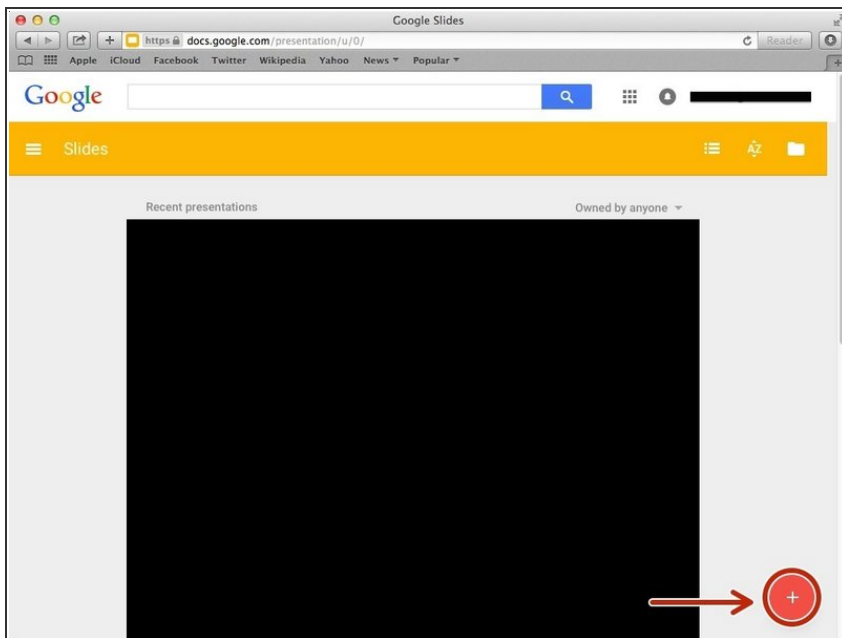 Google Slides
https docs.google.com/presentation/u/0/
Reader
Apple iCloud Facebook Twitter Wikipedia Yahoo News Popular
Google
Slides
AZ
Recent presentations Owned by anyone
+